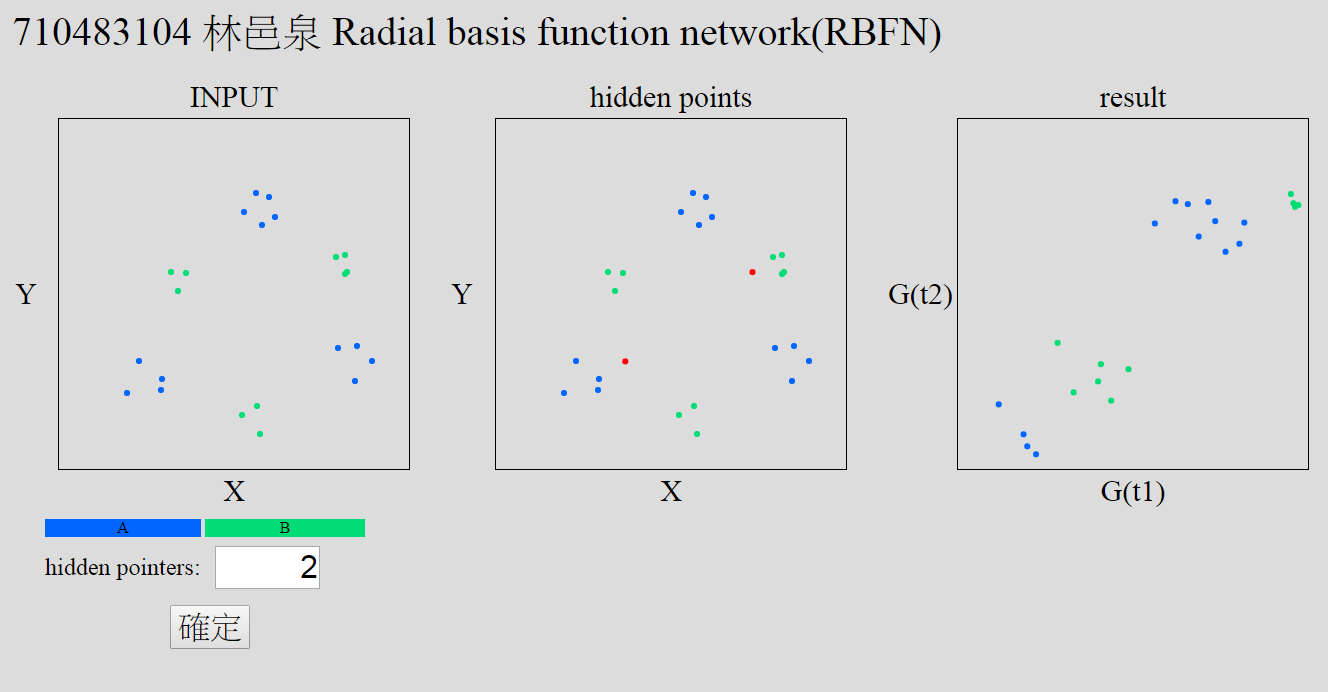 710483104 林邑泉 Radial basis function network(RBFN)
INPUT
hidden points
result
Y
Y
G(t2)
X
X
G(t1)
A
B
hidden pointers:
2
確定